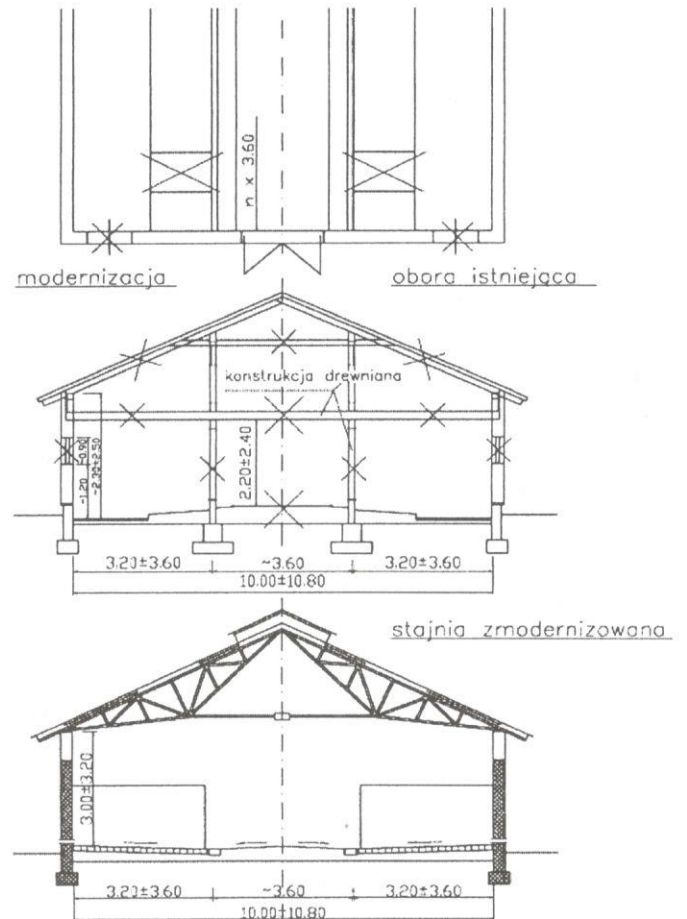 n x 3.60
modernizacja
obora istniejąca
konstrukcja drewniana
-1.20
-0.90
-2.30±2.50
2.20±2.40
3.20±3.60
~3.60
3.20±3.60
10.00±10.80
stajnia zmodernizowana
3.00±3.20
3.20±3.60
~3.60
3.20±3.60
10.00±10.80